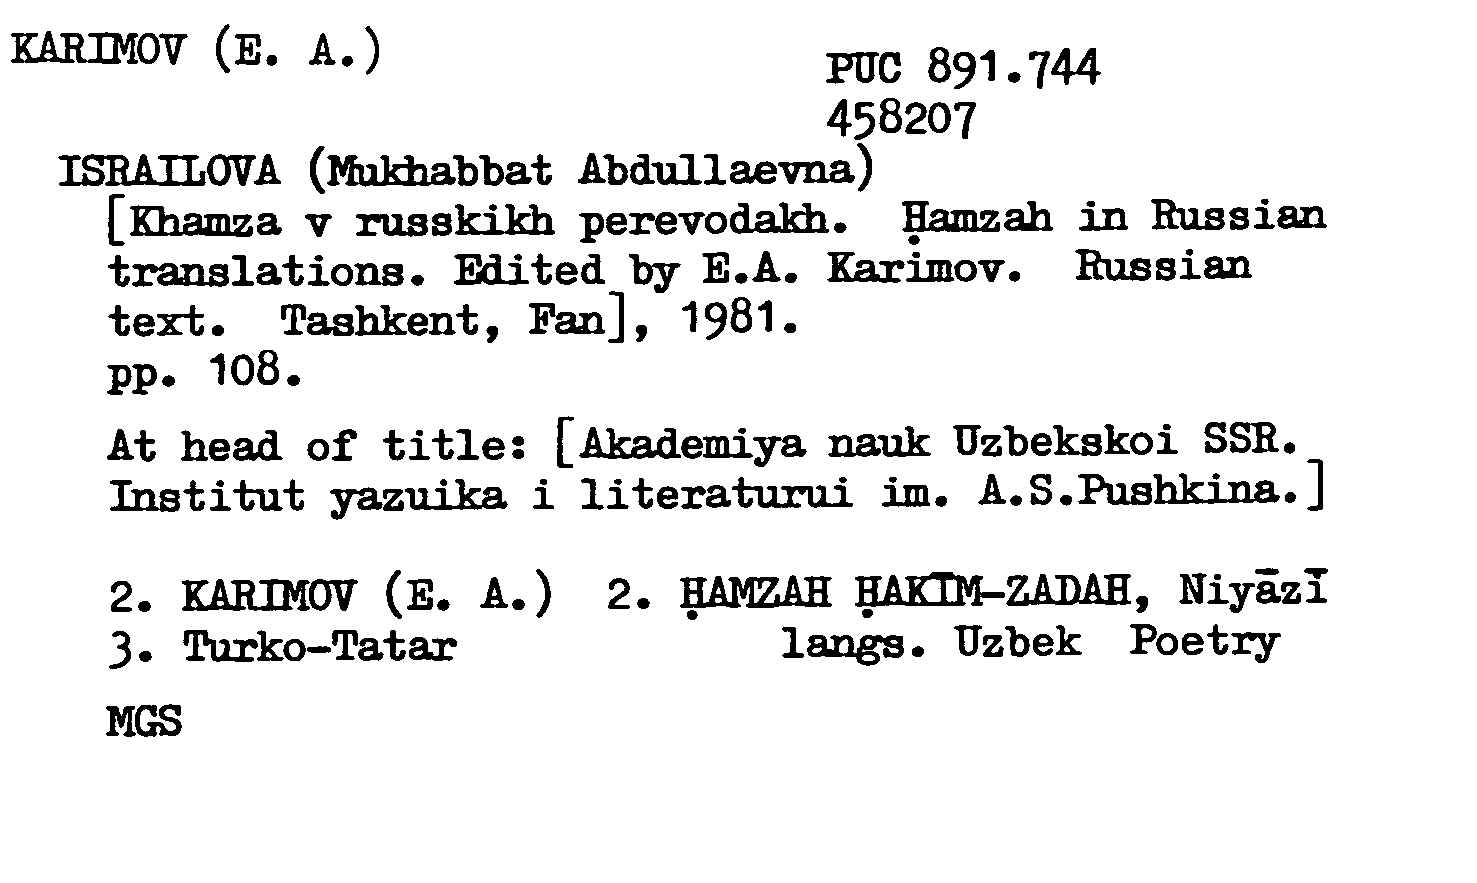 KARIMOV (E. A.)
PUC 891.744
458207
ISRAILOVA (Mukhabbat Abdullaevna)
[Khamza v russkikh perevodakh. Ḥamzah in Russian
translations. Edited by E.A. Karimov. Russian
text. Tashkent, Fan], 1981.
pp. 108.
At head of title: [Akademiya nauk Uzbekskoi SSR.
Institut yazuika i literaturui im. A.S.Pushkina.]
2. KARIMOV (E. A.) 2. ḤAMZAH ḤAKĪM-ZADAH, Niyāzī
3. Turko-Tatar langs. Uzbek Poetry
MGS